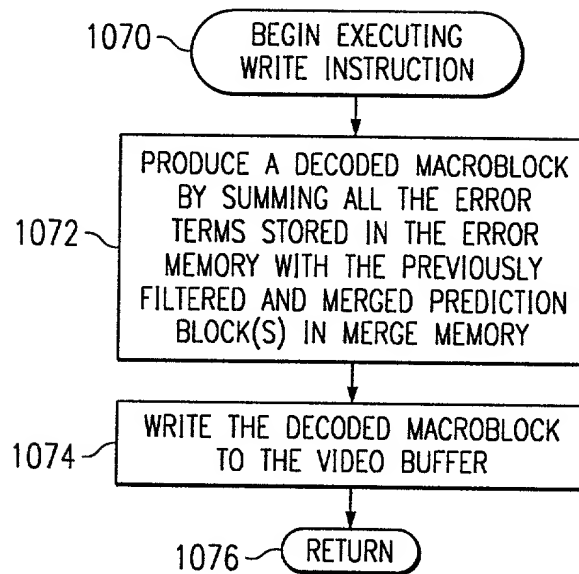 1070
BEGIN EXECUTING
WRITE INSTRUCTION
1072
PRODUCE A DECODED MACROBLOCK
BY SUMMING ALL THE ERROR
TERMS STORED IN THE ERROR
MEMORY WITH THE PREVIOUSLY
FILTERED AND MERGED PREDICTION
BLOCK(S) IN MERGE MEMORY
1074
WRITE THE DECODED MACROBLOCK
TO THE VIDEO BUFFER
1076
RETURN